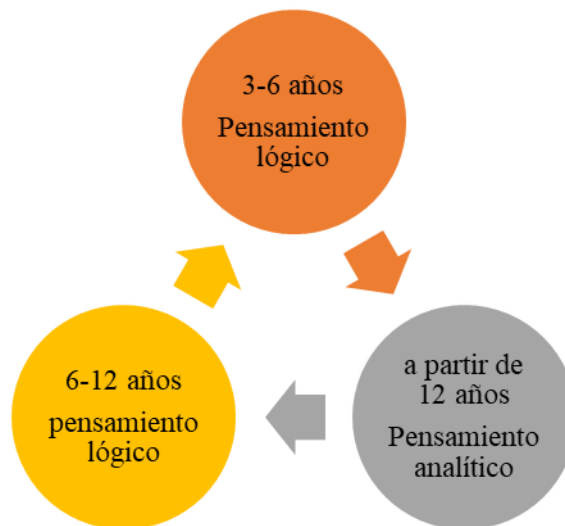 3-6 años
Pensamiento
lógico
a partir de
12 años
Pensamiento
analítico
6-12 años
pensamiento
lógico